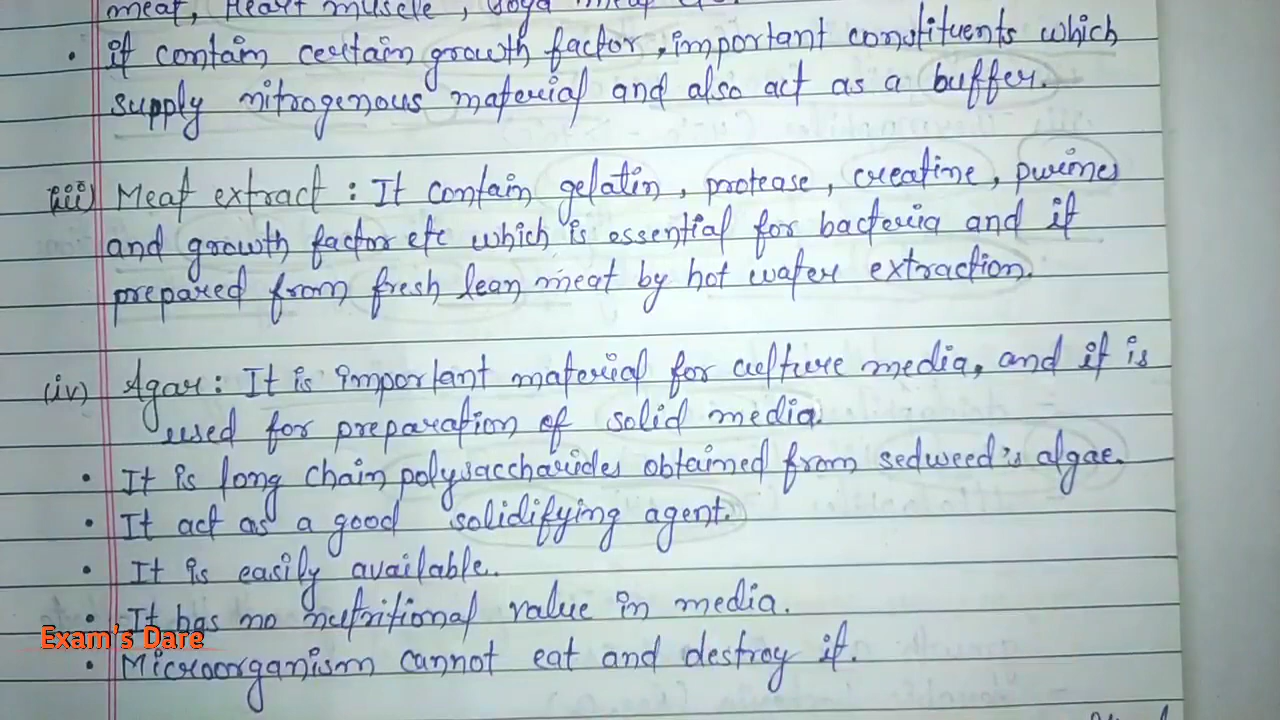 meat, Heart muscle, soya meat etc.
• it contain certain growth factor, important constituents which
supply nitrogenous material and also act as a buffer.
iii) Meat extract : It contain gelatin, protease, creatine, purines
and growth factor etc which is essential for bacteria and it
prepared from fresh lean meat by hot water extraction.
(iv) Agar : It is important material for culture media, and it is
used for preparation of solid media.
• It is long chain polysaccharides obtained from sedweed's algae.
• It act as a good solidifying agent.
• It is easily available.
• It has no nutritional value in media.
Exam's Dare
• Microorganism cannot eat and destroy it.